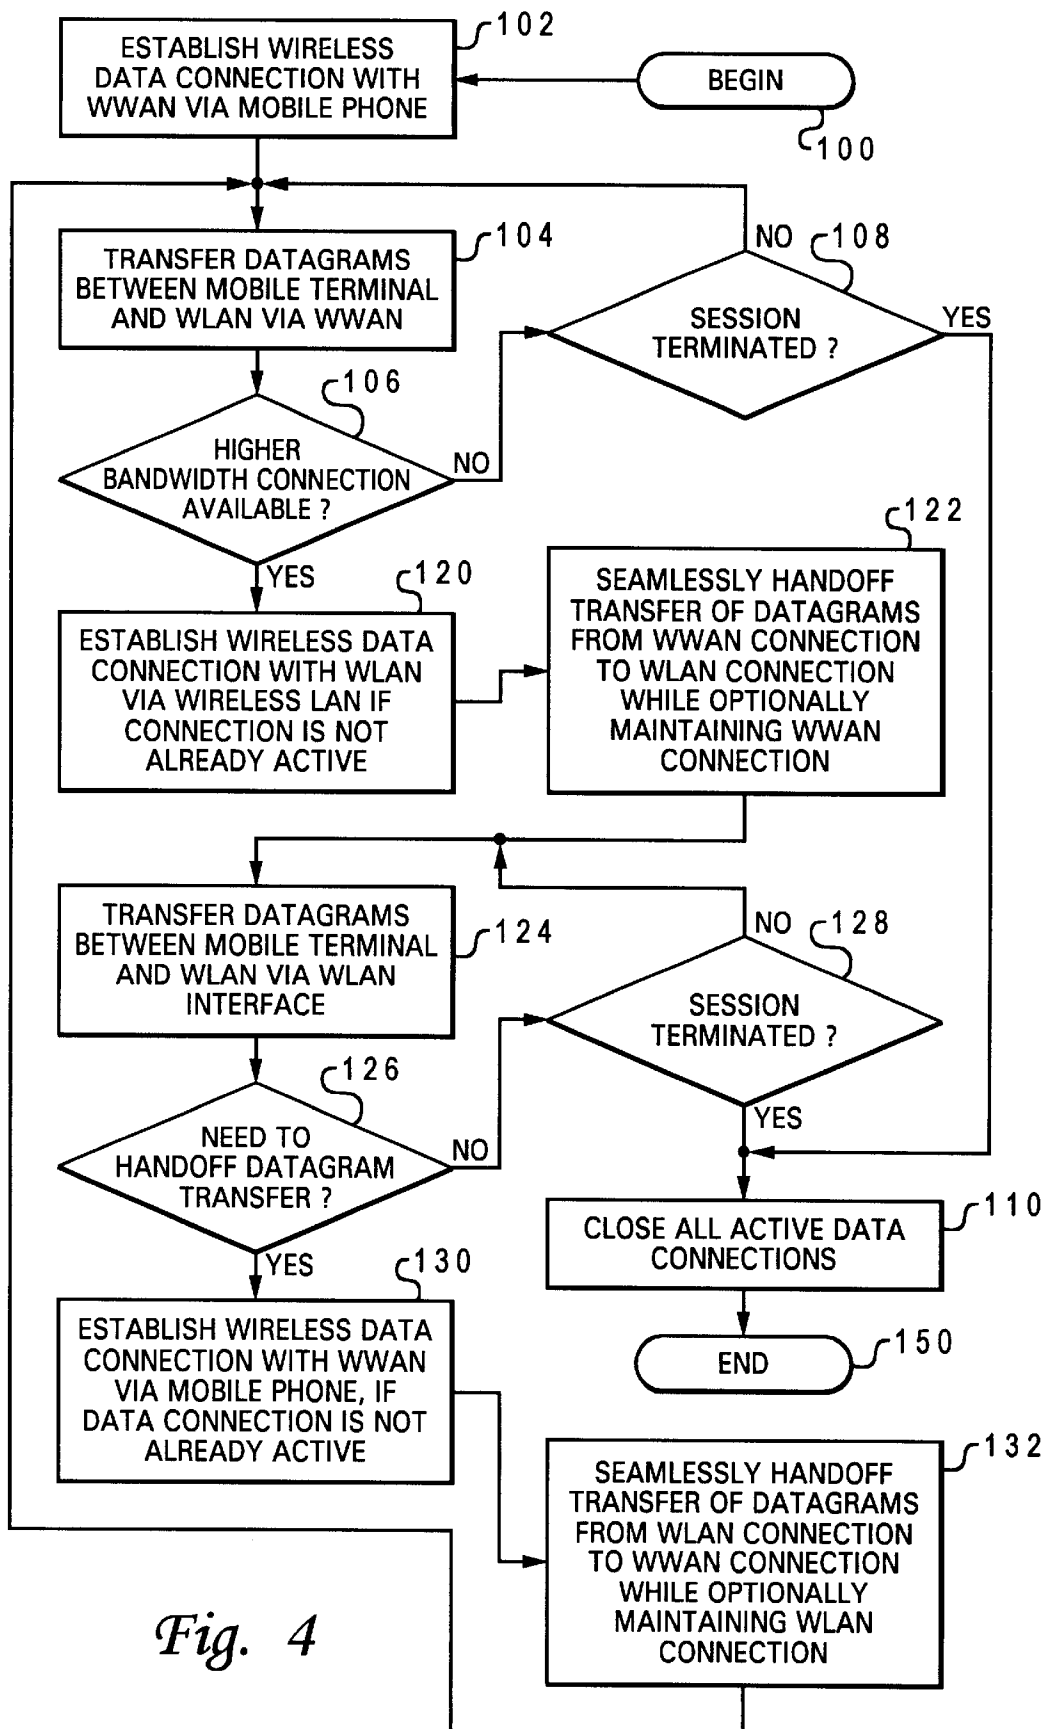 102
ESTABLISH WIRELESS
DATA CONNECTION WITH
WWAN VIA MOBILE PHONE
BEGIN
100
104
TRANSFER DATAGRAMS
BETWEEN MOBILE TERMINAL
AND WLAN VIA WWAN
NO
108
SESSION
TERMINATED ?
YES
106
HIGHER
BANDWIDTH CONNECTION
AVAILABLE ?
NO
YES
120
ESTABLISH WIRELESS DATA
CONNECTION WITH WLAN
VIA WIRELESS LAN IF
CONNECTION IS NOT
ALREADY ACTIVE
122
SEAMLESSLY HANDOFF
TRANSFER OF DATAGRAMS
FROM WWAN CONNECTION
TO WLAN CONNECTION
WHILE OPTIONALLY
MAINTAINING WWAN
CONNECTION
TRANSFER DATAGRAMS
BETWEEN MOBILE TERMINAL
AND WLAN VIA WLAN
INTERFACE
124
NO
128
SESSION
TERMINATED ?
YES
126
NEED TO
HANDOFF DATAGRAM
TRANSFER ?
NO
YES
110
CLOSE ALL ACTIVE DATA
CONNECTIONS
END
150
130
ESTABLISH WIRELESS DATA
CONNECTION WITH WWAN
VIA MOBILE PHONE, IF
DATA CONNECTION IS NOT
ALREADY ACTIVE
132
SEAMLESSLY HANDOFF
TRANSFER OF DATAGRAMS
FROM WLAN CONNECTION
TO WWAN CONNECTION
WHILE OPTIONALLY
MAINTAINING WLAN
CONNECTION
Fig. 4